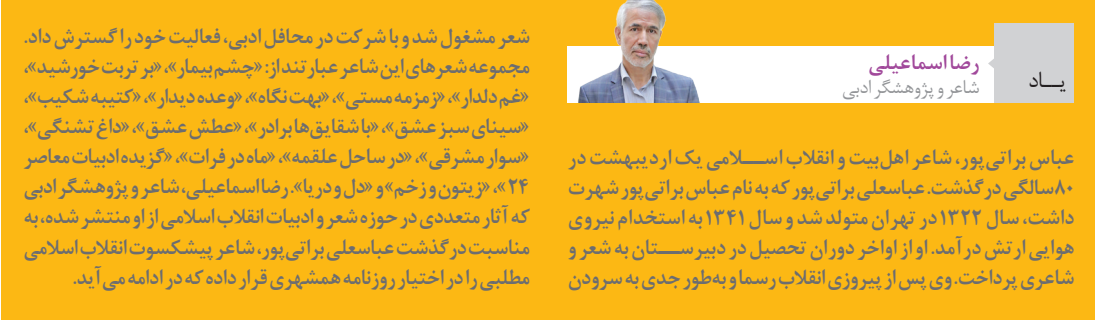 یـــاد
رضا اسماعیلی
شاعر و پژوهشگر ادبی
عباس براتی‌پور، شاعر اهل‌بیت و انقلاب اســـلامی یک اردیبهشت در
۸۰سالگی درگذشت. عباسعلی براتی‌پور که به نام عباس براتی‌پور شهرت
داشت، سال ۱۳۲۲ در تهران متولد شد و سال ۱۳۴۱ به استخدام نیروی
هوایی ارتش درآمد. او از اواخر دوران تحصیل در دبیرســـتان به شعر و
شاعری پرداخت. وی پس از پیروزی انقلاب رسما و به‌طور جدی به سرودن
شعر مشغول شد و با شرکت در محافل ادبی، فعالیت خود را گسترش داد.
مجموعه شعرهای این شاعر عبارتنداز: «چشم بیمار»، «بر تربت خورشید»،
«غم دلدار»، «زمزمه مستی»، «بهت نگاه»، «وعده دیدار»، «کتیبه شکیب»،
«سینای سبز عشق»، «با شقایق‌ها برادر»، «عطش عشق»، «داغ تشنگی»،
«سوار مشرقی»، «در ساحل علقمه»، «ماه در فرات»، «گزیده ادبیات معاصر
۲۴»، «زیتون و زخم» و «دل و دریا». رضا اسماعیلی، شاعر و پژوهشگر ادبی
که آثار متعددی در حوزه شعر و ادبیات انقلاب اسلامی از او منتشر شده، به
مناسبت درگذشت عباسعلی براتی‌پور، شاعر پیشکسوت انقلاب اسلامی
مطلبی را در اختیار روزنامه همشهری قرار داده که در ادامه می‌آید.